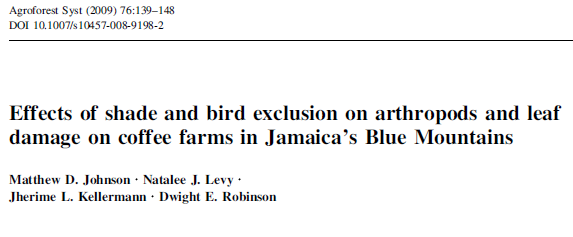 Agroforest Syst (2009) 76:139–148
DOI 10.1007/s10457-008-9198-2
Effects of shade and bird exclusion on arthropods and leaf
damage on coffee farms in Jamaica's Blue Mountains
Matthew D. Johnson · Natalee J. Levy ·
Jherime L. Kellermann · Dwight E. Robinson